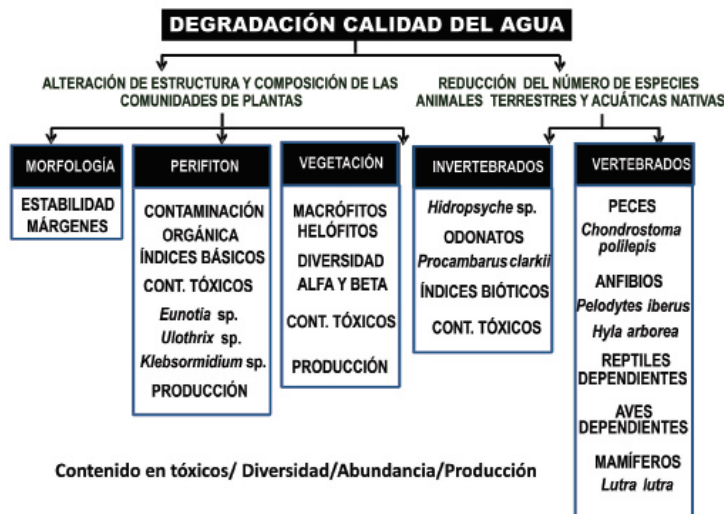 DEGRADACIÓN CALIDAD DEL AGUA
ALTERACIÓN DE ESTRUCTURA Y COMPOSICIÓN DE LAS
COMUNIDADES DE PLANTAS
REDUCCIÓN DEL NÚMERO DE ESPECIES
ANIMALES TERRESTRES Y ACUÁTICAS NATIVAS
MORFOLOGÍA
ESTABILIDAD
MÁRGENES
PERIFITON
CONTAMINACIÓN
ORGÁNICA
ÍNDICES BÁSICOS
CONT. TÓXICOS
Eunotia sp.
Ulothrix sp.
Klebsormidium sp.
PRODUCCIÓN
VEGETACIÓN
MACRÓFITOS
HELÓFITOS
DIVERSIDAD
ALFA Y BETA
CONT. TÓXICOS
PRODUCCIÓN
INVERTEBRADOS
Hidropsyche sp.
ODONATOS
Procambarus clarkii
ÍNDICES BIÓTICOS
CONT. TÓXICOS
VERTEBRADOS
PECES
Chondrostoma
polilepis
ANFIBIOS
Pelodytes iberus
Hyla arborea
REPTILES
DEPENDIENTES
AVES
DEPENDIENTES
MAMÍFEROS
Lutra lutra
Contenido en tóxicos/ Diversidad/Abundancia/Producción